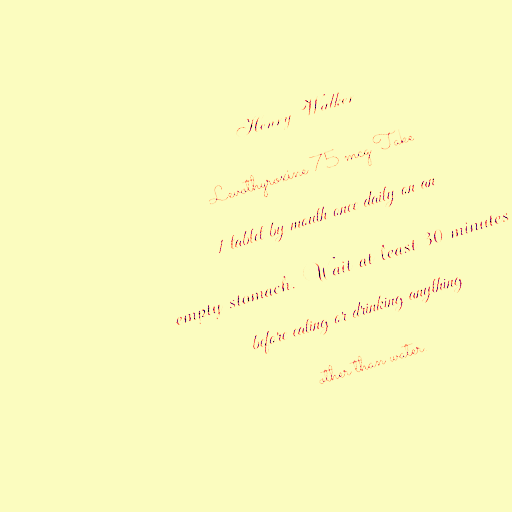 Henry Walker
Levothyroxine 75 mcg Take
1 tablet by mouth once daily on an
empty stomach. Wait at least 30 minutes
before eating or drinking anything
other than water.